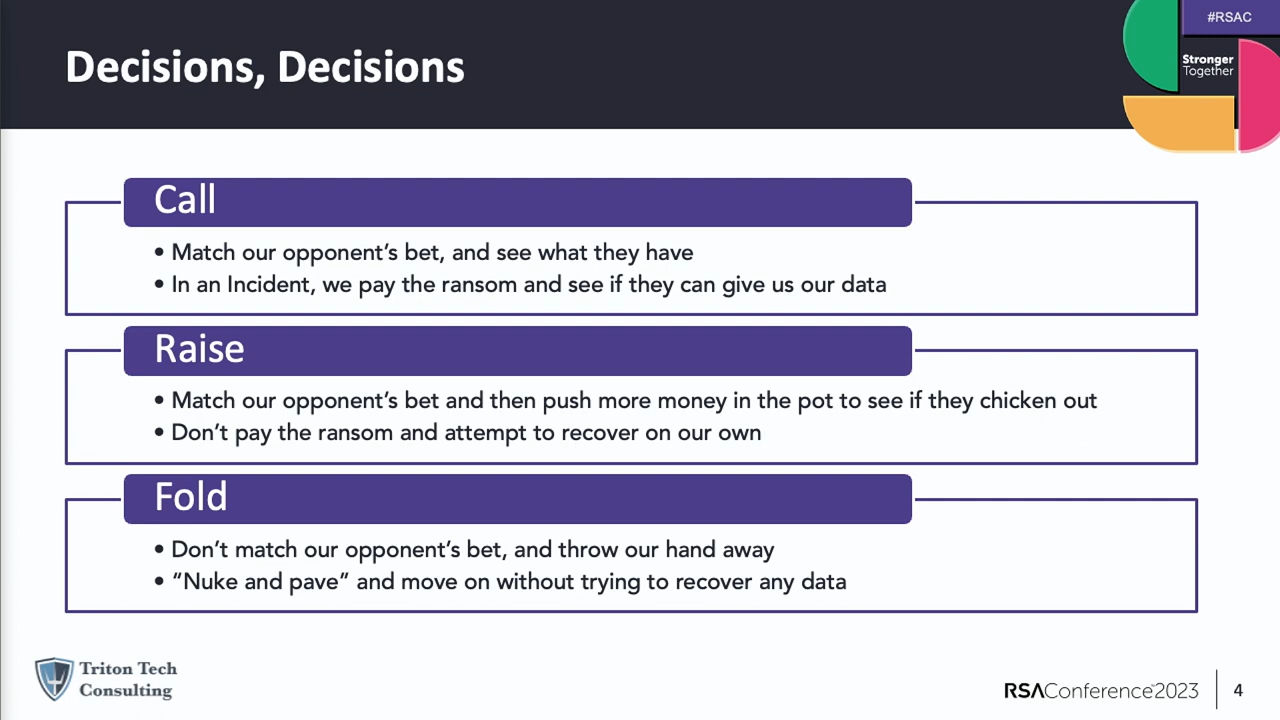 #RSAC
Decisions, Decisions
Stronger
Together
Call
• Match our opponent’s bet, and see what they have
• In an Incident, we pay the ransom and see if they can give us our data
Raise
• Match our opponent’s bet and then push more money in the pot to see if they chicken out
• Don’t pay the ransom and attempt to recover on our own
Fold
• Don’t match our opponent’s bet, and throw our hand away
• “Nuke and pave” and move on without trying to recover any data
Triton Tech
Consulting
RSAConference™2023
4